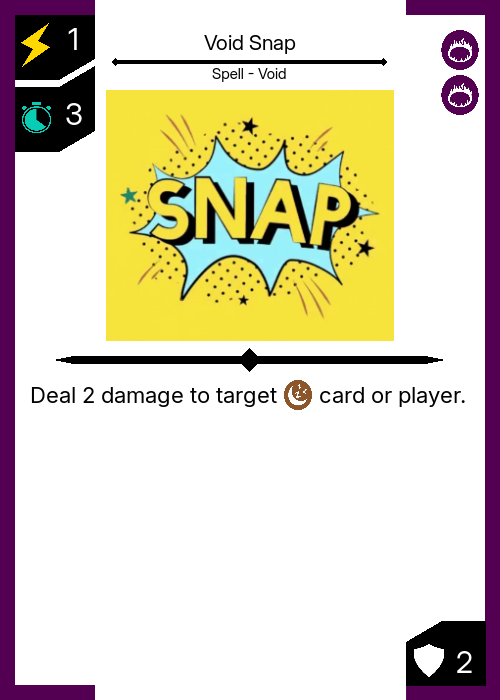 1
Void Snap
Spell - Void
3
SNAP
Deal 2 damage to target card or player.
2